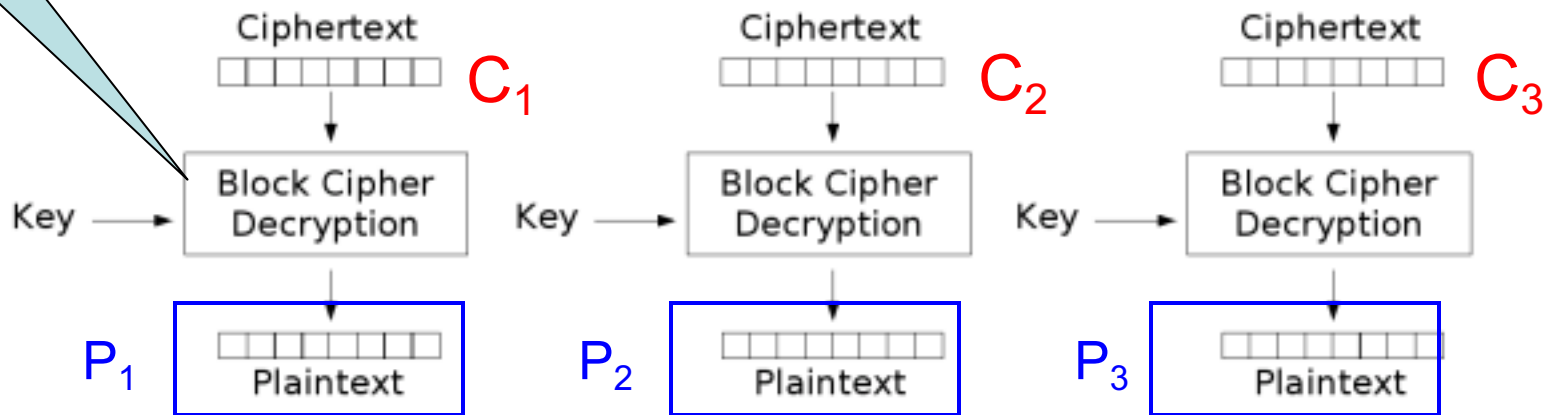 Ciphertext Ciphertext Ciphertext
C₁ C₂ C₃
Block Cipher Block Cipher Block Cipher
Key Decryption Key Decryption Key Decryption
P₁ P₂ P₃
Plaintext Plaintext Plaintext